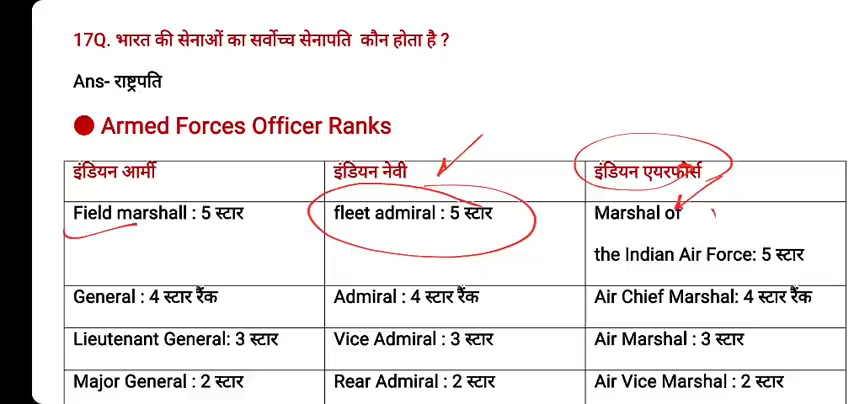 17Q. भारत की सेनाओं का सर्वोच्च सेनापति कौन होता है ?
Ans- राष्ट्रपति
Armed Forces Officer Ranks
इंडियन आर्मी इंडियन नेवी इंडियन एयरफोर्स
Field marshall : 5 स्टार fleet admiral : 5 स्टार Marshal of
the Indian Air Force: 5 स्टार
General : 4 स्टार रैंक Admiral : 4 स्टार रैंक Air Chief Marshal: 4 स्टार रैंक
Lieutenant General: 3 स्टार Vice Admiral : 3 स्टार Air Marshal : 3 स्टार
Major General : 2 स्टार Rear Admiral : 2 स्टार Air Vice Marshal : 2 स्टार